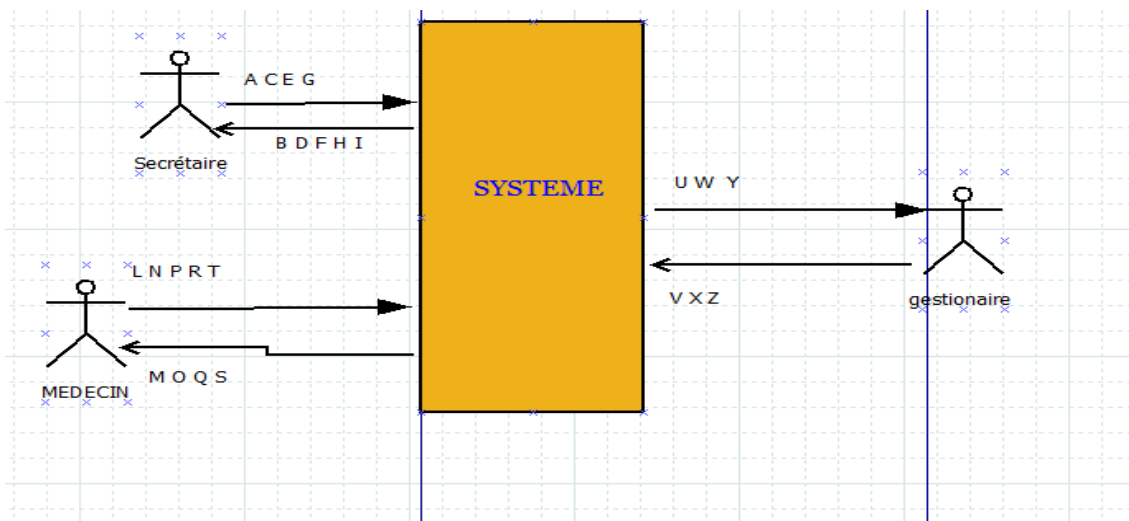 A C E G
B D F H I
Secrétaire
SYSTEME
U W Y
V X Z
gestionaire
L N P R T
M O Q S
MEDECIN